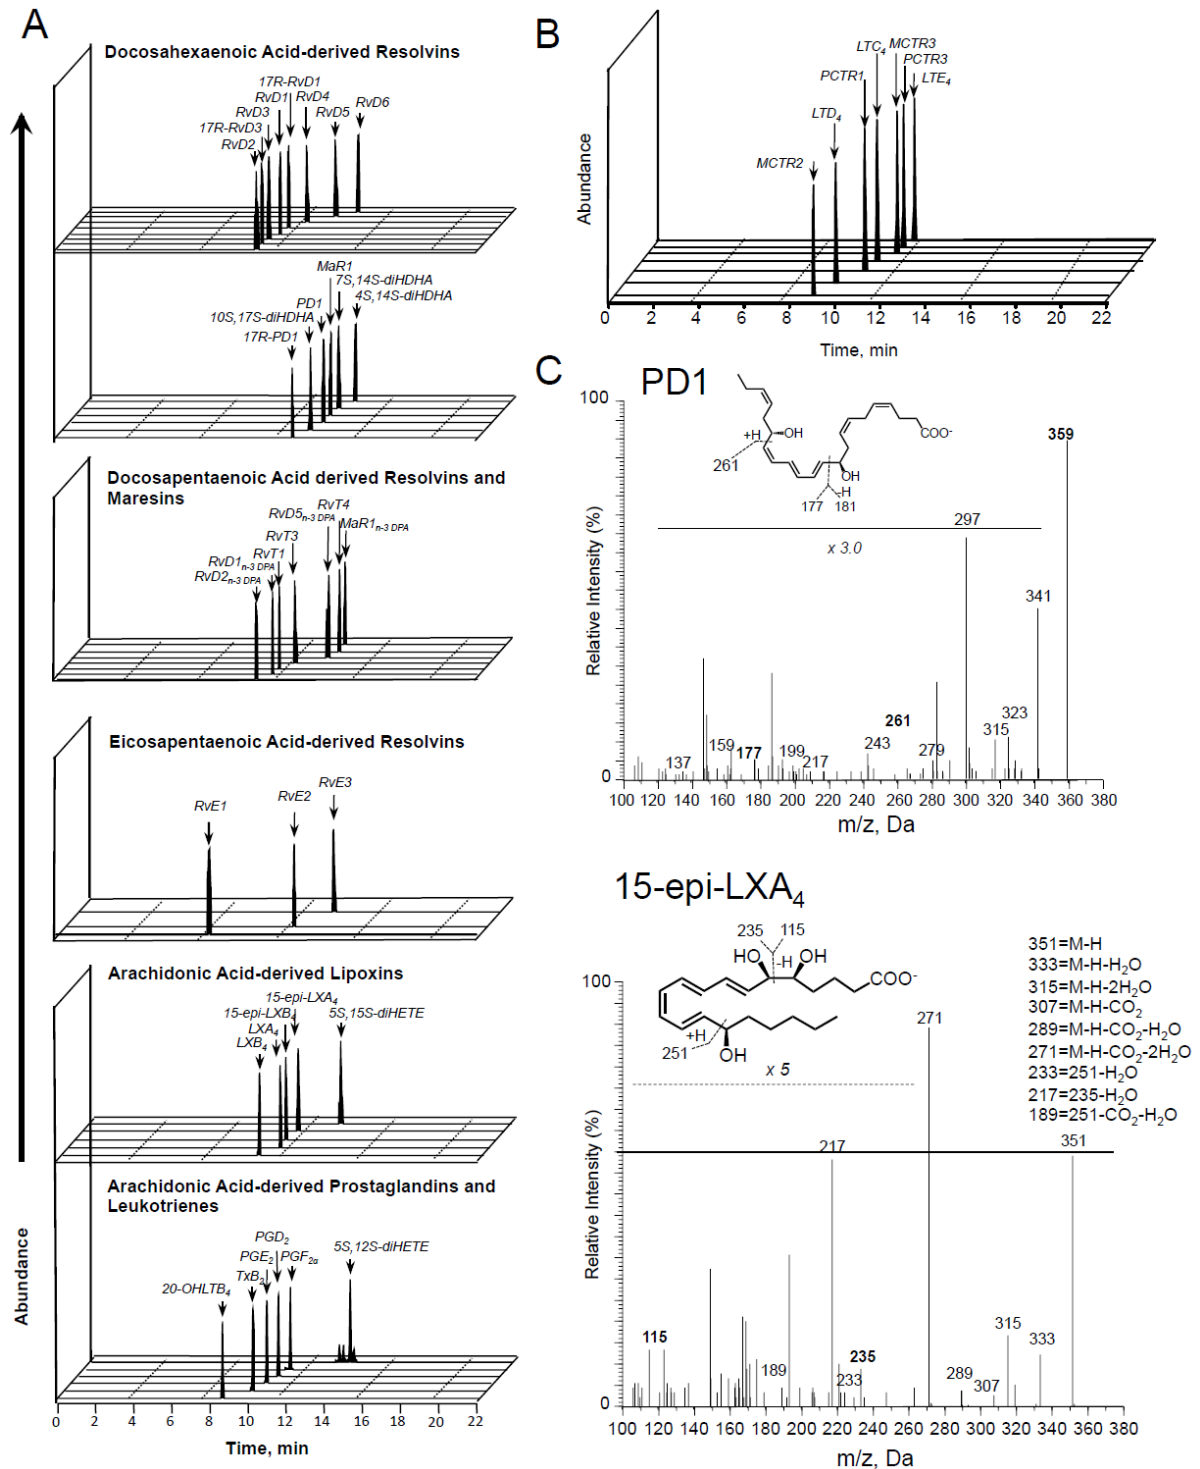 A
Docosahexaenoic Acid-derived Resolvins
17R-RvD1
RvD1
RvD4
RvD6
RvD3
RvD5
17R-RvD3
RvD2
MaR1
7S,14S-diHDHA
PD1
4S,14S-diHDHA
10S,17S-diHDHA
17R-PD1
Docosapentaenoic Acid derived Resolvins and
Maresins
RvT4
RvD5n-3 DPA
MaR1n-3 DPA
RvT3
RvT1
RvD1n-3 DPA
RvD2n-3 DPA
Eicosapentaenoic Acid-derived Resolvins
RvE3
RvE2
RvE1
Arachidonic Acid-derived Lipoxins
15-epi-LXA4
15-epi-LXB4
5S,15S-diHETE
LXA4
LXB4
Arachidonic Acid-derived Prostaglandins and
Leukotrienes
PGD2
5S,12S-diHETE
PGE2
PGF2α
TxB2
20-OHLTB4
Abundance
0 2 4 6 8 10 12 14 16 18 20 22
Time, min
B
LTC4
MCTR3
PCTR3
PCTR1
LTE4
LTD4
MCTR2
Abundance
0 2 4 6 8 10 12 14 16 18 20 22
Time, min
C
PD1
100
COO-
+H
OH
359
261
OH
-H
177 181
297
x 3.0
341
Relative Intensity (%)
261
323
315
159
177
199
243
279
137
217
0
100 120 140 160 180 200 220 240 260 280 300 320 340 360 380
m/z, Da
15-epi-LXA4
235 115
HO OH
-H
COO-
+H
251
OH
x 5
351=M-H
333=M-H-H2O
315=M-H-2H2O
307=M-H-CO2
289=M-H-CO2-H2O
271=M-H-CO2-2H2O
233=251-H2O
217=235-H2O
189=251-CO2-H2O
100
271
351
217
Relative Intensity (%)
315
115
333
235
189
289
233
307
0
100 120 140 160 180 200 220 240 260 280 300 320 340 360 380
m/z, Da